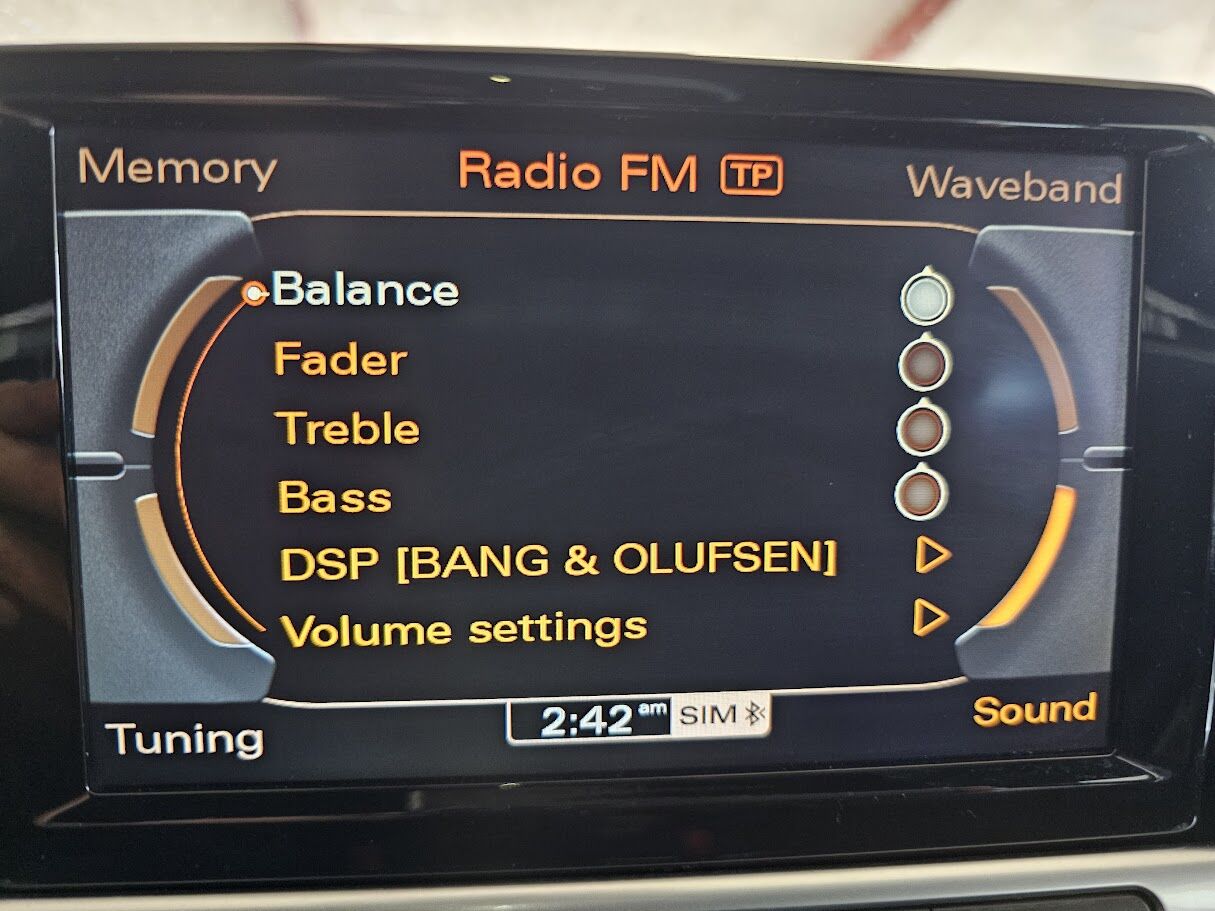 Memory
Radio FM TP
Waveband
Balance
Fader
Treble
Bass
DSP [BANG & OLUFSEN]
Volume settings
2:42 am SIM
Tuning
Sound